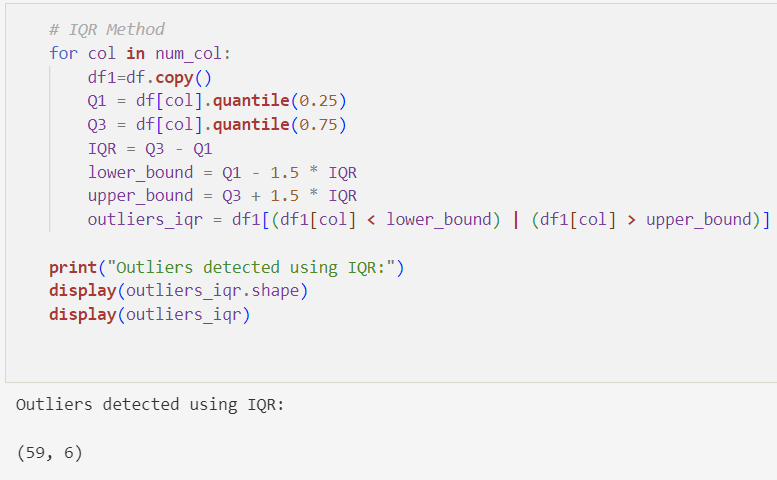 # IQR Method
for col in num_col:
    df1=df.copy()
    Q1 = df[col].quantile(0.25)
    Q3 = df[col].quantile(0.75)
    IQR = Q3 - Q1
    lower_bound = Q1 - 1.5 * IQR
    upper_bound = Q3 + 1.5 * IQR
    outliers_iqr = df1[(df1[col] < lower_bound) | (df1[col] > upper_bound)]
print("Outliers detected using IQR:")
display(outliers_iqr.shape)
display(outliers_iqr)
Outliers detected using IQR:
(59, 6)